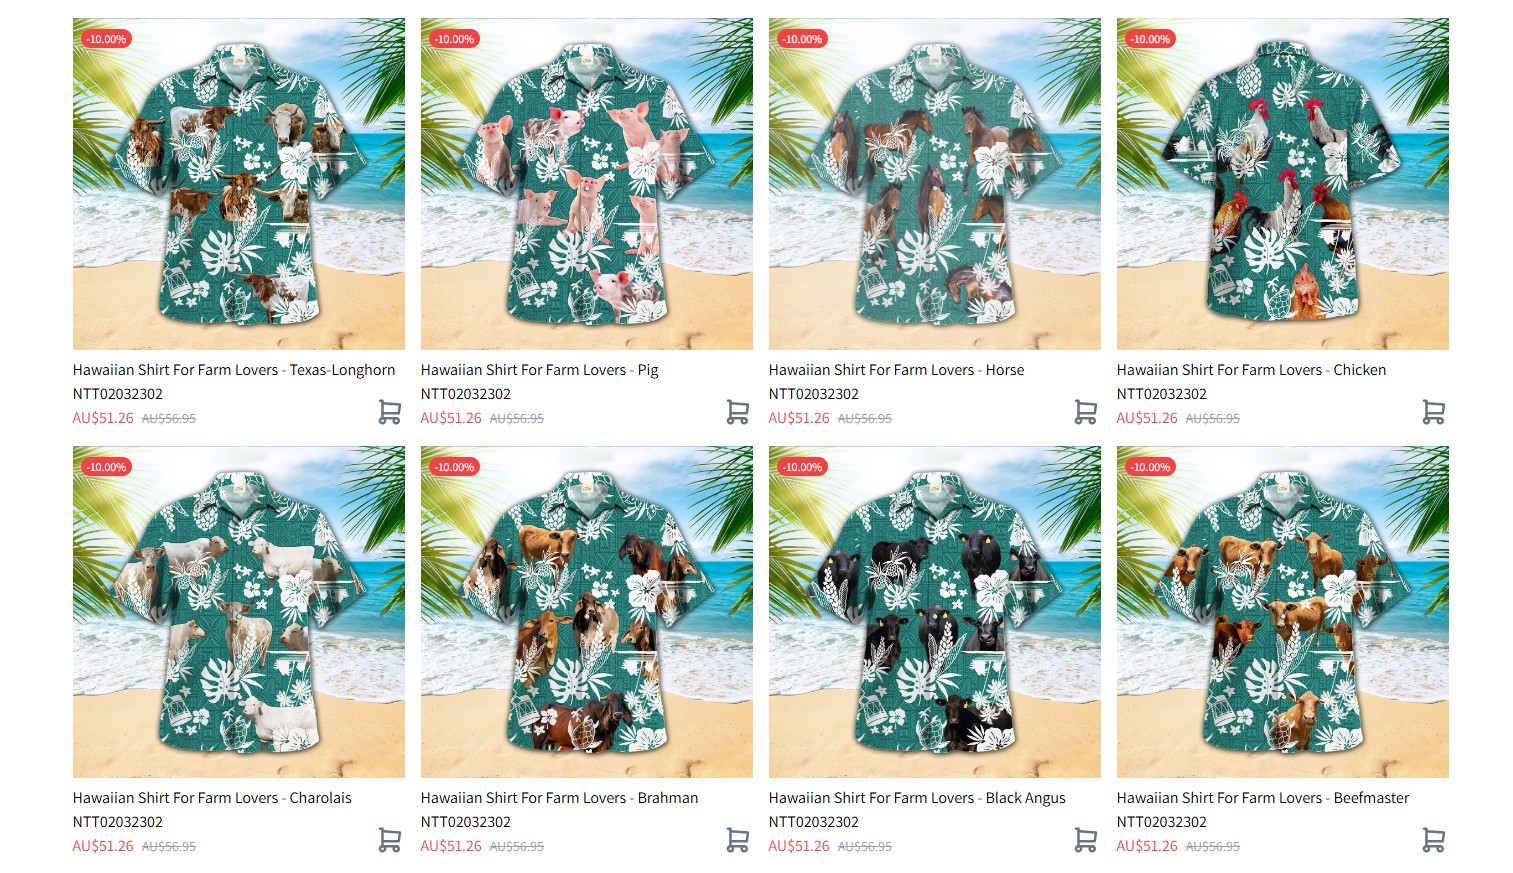 -10.00%
-10.00%
-10.00%
-10.00%
Hawaiian Shirt For Farm Lovers - Texas-Longhorn
NTT02032302
AU$51.26 AU$56.95
Hawaiian Shirt For Farm Lovers - Pig
NTT02032302
AU$51.26 AU$56.95
Hawaiian Shirt For Farm Lovers - Horse
NTT02032302
AU$51.26 AU$56.95
Hawaiian Shirt For Farm Lovers - Chicken
NTT02032302
AU$51.26 AU$56.95
-10.00%
-10.00%
-10.00%
-10.00%
Hawaiian Shirt For Farm Lovers - Charolais
NTT02032302
AU$51.26 AU$56.95
Hawaiian Shirt For Farm Lovers - Brahman
NTT02032302
AU$51.26 AU$56.95
Hawaiian Shirt For Farm Lovers - Black Angus
NTT02032302
AU$51.26 AU$56.95
Hawaiian Shirt For Farm Lovers - Beefmaster
NTT02032302
AU$51.26 AU$56.95